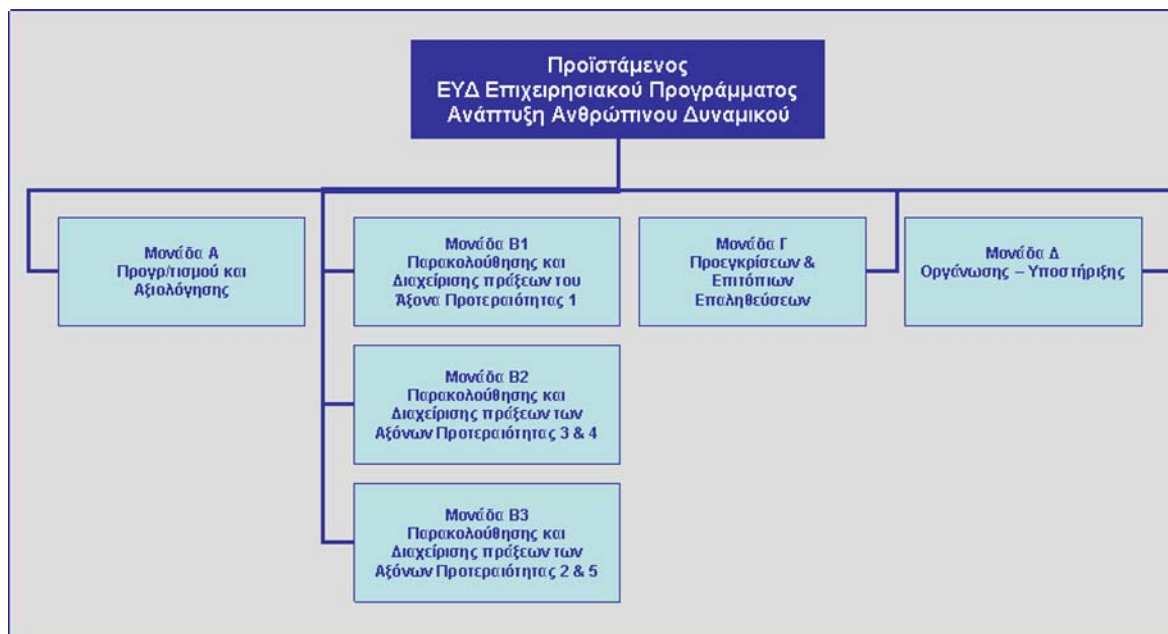 Προϊστάμενος
ΕΥΔ Επιχειρησιακού Προγράμματος
Ανάπτυξη Ανθρώπινου Δυναμικού
Μονάδα Α
Προγρ/τισμού και
Αξιολόγησης
Μονάδα Β1
Παρακολούθησης και
Διαχείρισης πράξεων του
Άξονα Προτεραιότητας 1
Μονάδα Β2
Παρακολούθησης και
Διαχείρισης πράξεων των
Αξόνων Προτεραιότητας 3 & 4
Μονάδα Β3
Παρακολούθησης και
Διαχείρισης πράξεων των
Αξόνων Προτεραιότητας 2 & 5
Μονάδα Γ
Προεγκρίσεων &
Επιτόπιων
Επαληθεύσεων
Μονάδα Δ
Οργάνωσης – Υποστήριξης